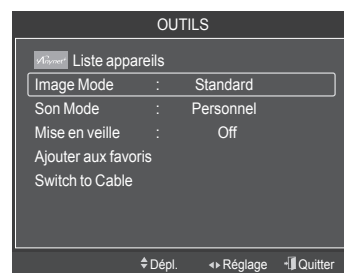 OUTILS
Anynet+ Liste appareils
Image Mode : Standard
Son Mode : Personnel
Mise en veille : Off
Ajouter aux favoris
Switch to Cable
Dépl. Réglage Quitter